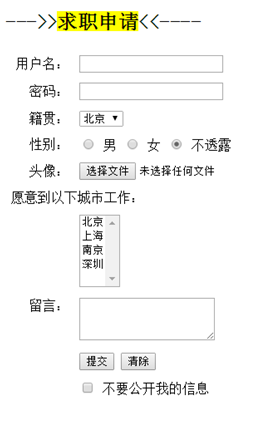 --->>求职申请<<----
用户名：
密码：
籍贯： 北京
性别： 男 女 不透露
头像： 选择文件 未选择任何文件
愿意到以下城市工作：
北京
上海
南京
深圳
留言：
提交 清除
不要公开我的信息